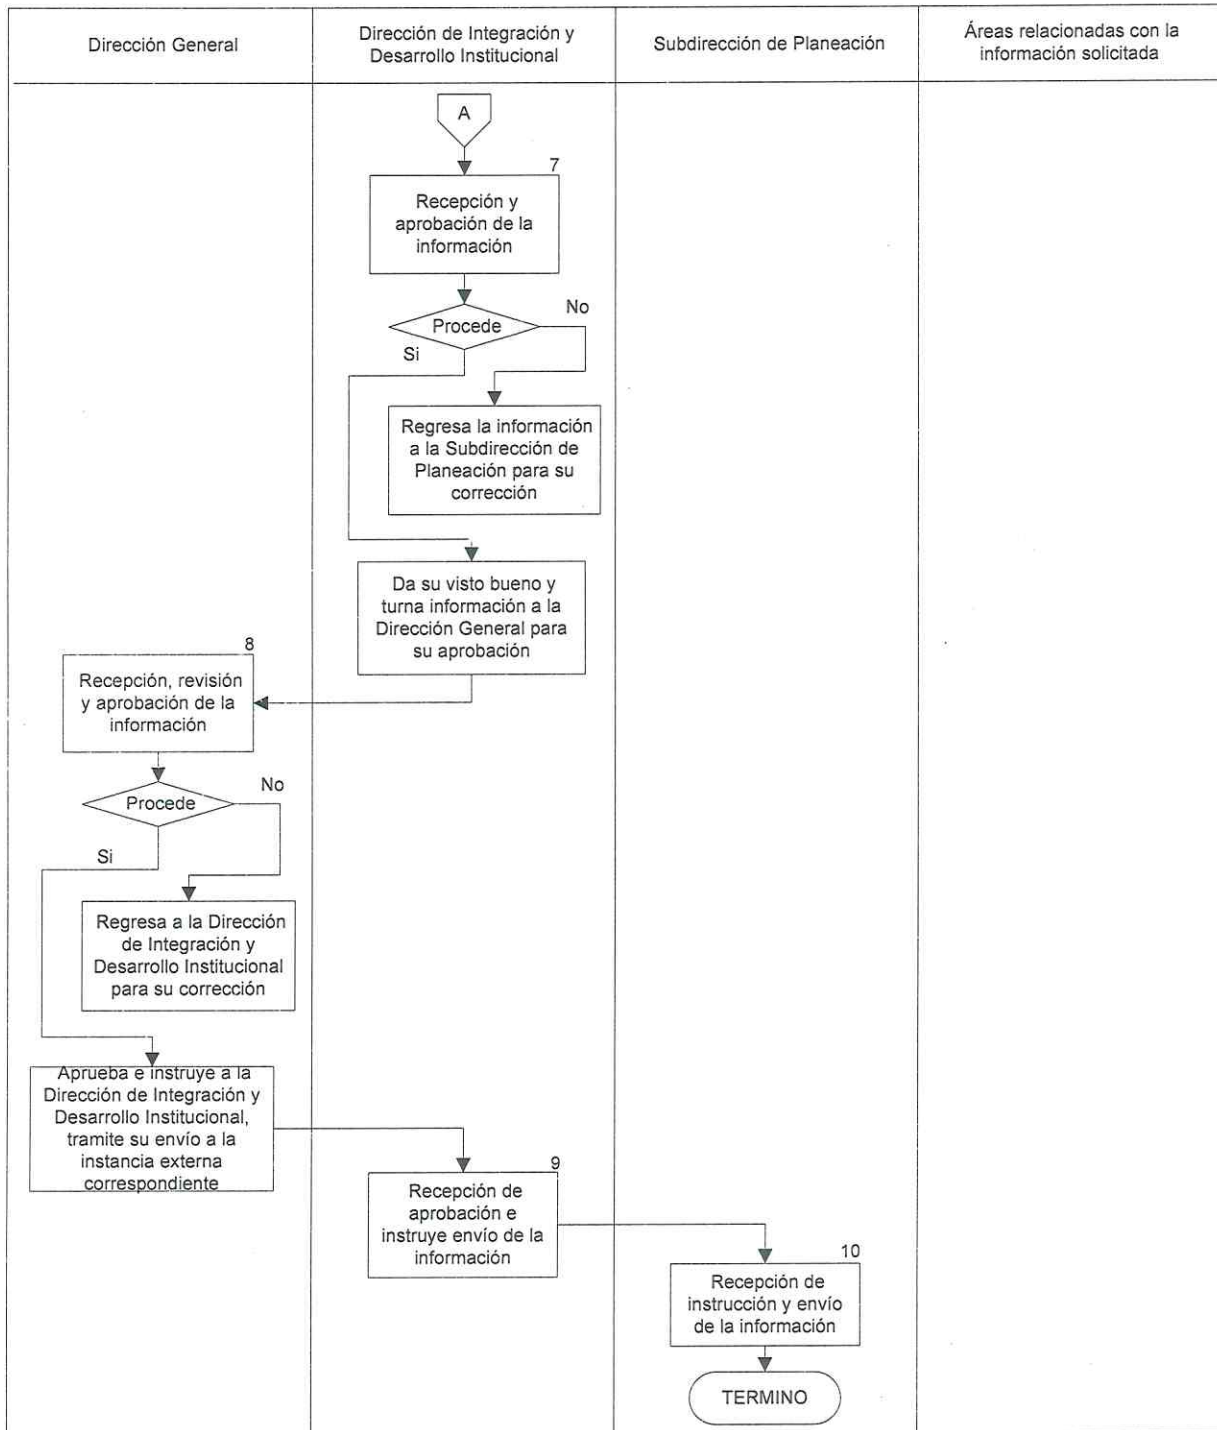 Dirección General
Dirección de Integración y
Desarrollo Institucional
Subdirección de Planeación
Áreas relacionadas con la
información solicitada
A
7
Recepción y
aprobación de la
información
Procede
No
Si
Regresa la información
a la Subdirección de
Planeación para su
corrección
Da su visto bueno y
turna información a la
Dirección General para
su aprobación
8
Recepción, revisión
y aprobación de la
información
Procede
No
Si
Regresa a la Dirección
de Integración y
Desarrollo Institucional
para su corrección
Aprueba e instruye a la
Dirección de Integración y
Desarrollo Institucional,
tramite su envío a la
instancia externa
correspondiente
9
Recepción de
aprobación e
instruye envío de la
información
10
Recepción de
instrucción y envío
de la información
TERMINO